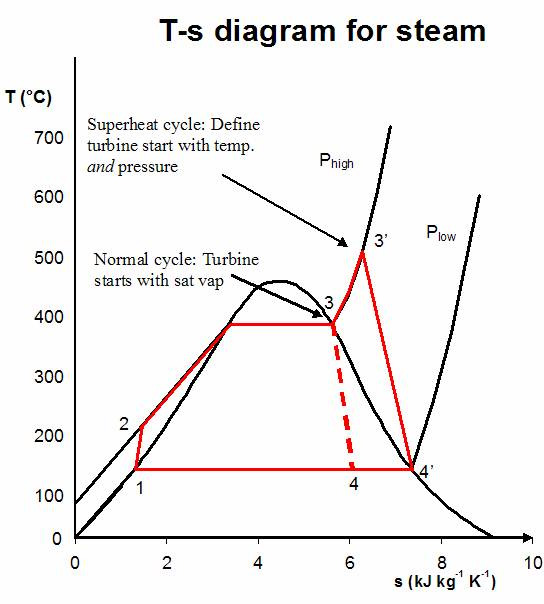 T-s diagram for steam
T (°C)
Superheat cycle: Define
turbine start with temp.
and pressure
P high
P low
3’
Normal cycle: Turbine
starts with sat vap
3
2
1
4
4’
700
600
500
400
300
200
100
0
0
2
4
6
8
10
s (kJ kg-1 K-1)